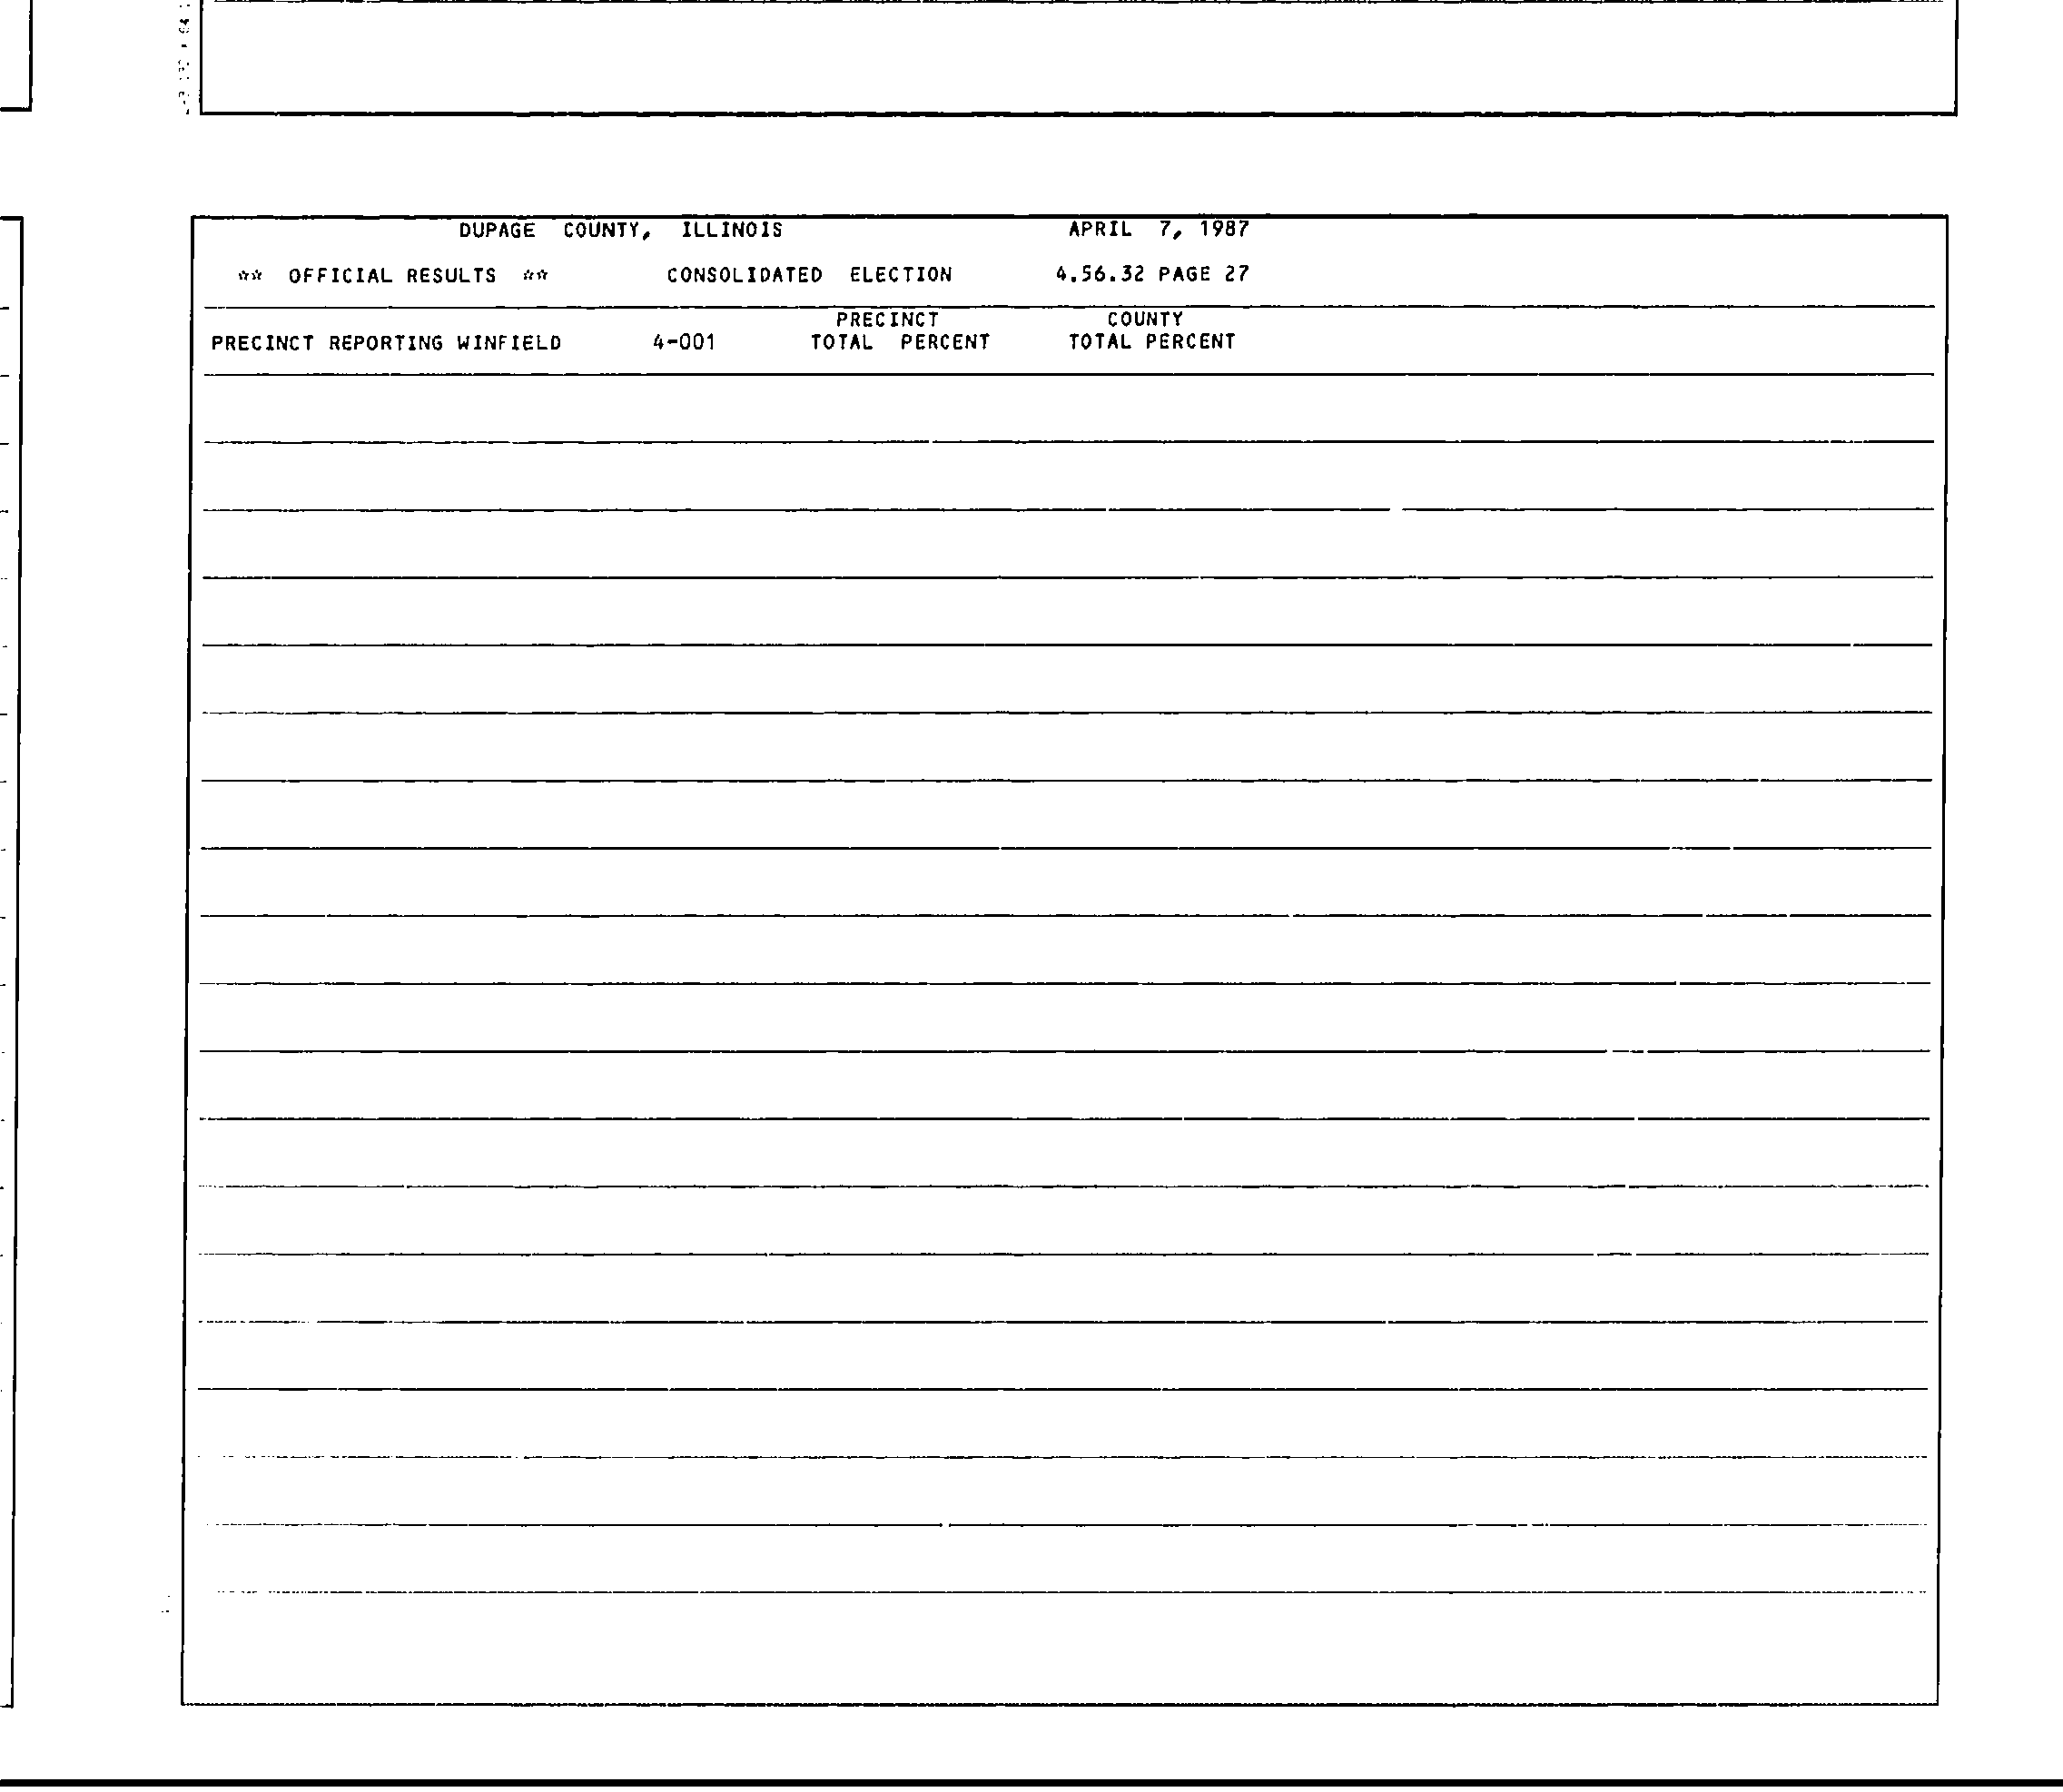 DUPAGE COUNTY, ILLINOIS APRIL 7, 1987
** OFFICIAL RESULTS ** CONSOLIDATED ELECTION 4.56.32 PAGE 27
PRECINCT COUNTY
PRECINCT REPORTING WINFIELD 4-001 TOTAL PERCENT TOTAL PERCENT